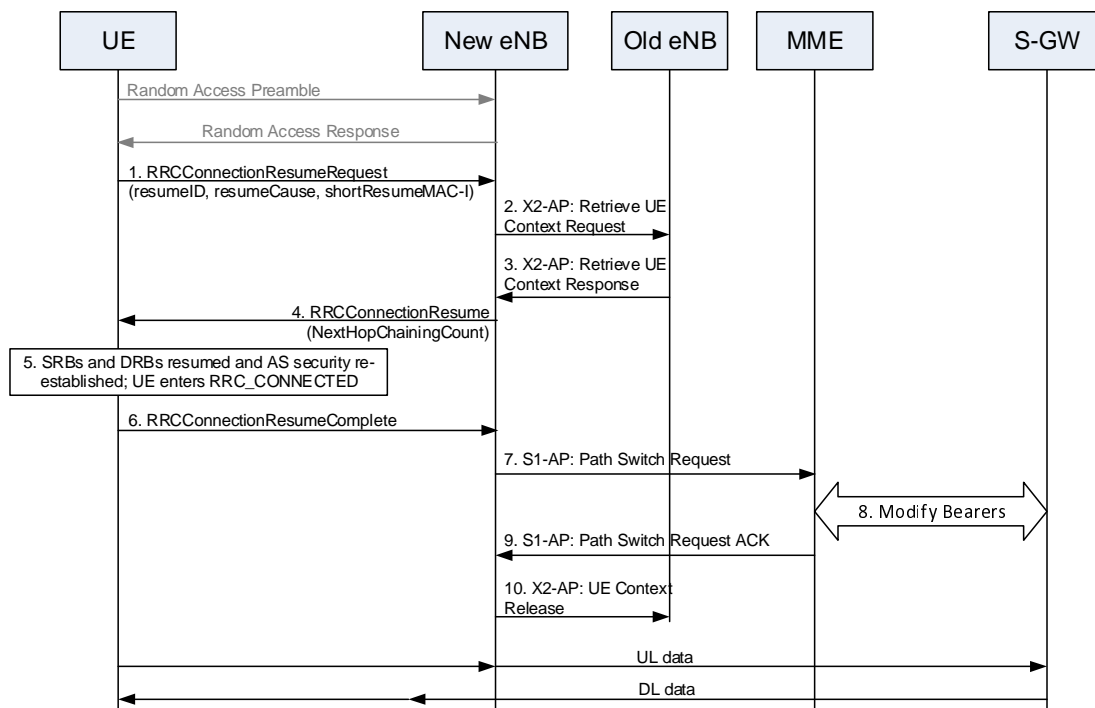 UE
New eNB
Old eNB
MME
S-GW
Random Access Preamble
Random Access Response
1. RRCConnectionResumeRequest
(resumeID, resumeCause, shortResumeMAC-I)
2. X2-AP: Retrieve UE
Context Request
3. X2-AP: Retrieve UE
Context Response
4. RRCConnectionResume
(NextHopChainingCount)
5. SRBs and DRBs resumed and AS security re-
established; UE enters RRC_CONNECTED
6. RRCConnectionResumeComplete
7. S1-AP: Path Switch Request
8. Modify Bearers
9. S1-AP: Path Switch Request ACK
10. X2-AP: UE Context
Release
UL data
DL data